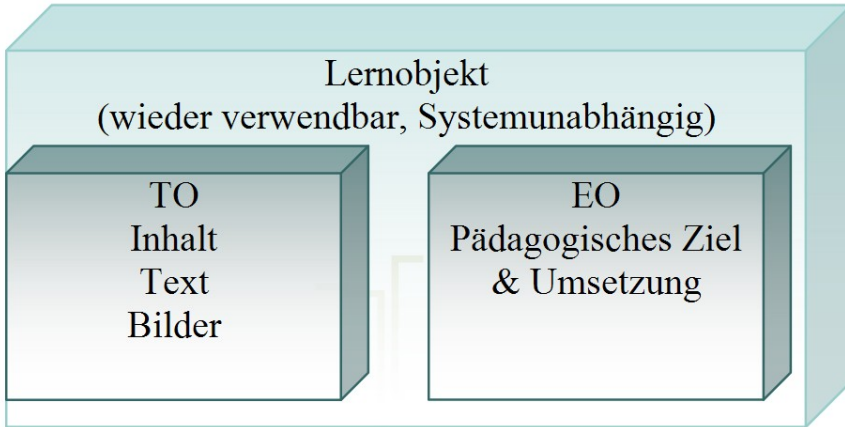 Lernobjekt
(wieder verwendbar, Systemunabhängig)
TO
Inhalt
Text
Bilder
EO
Pädagogisches Ziel
& Umsetzung